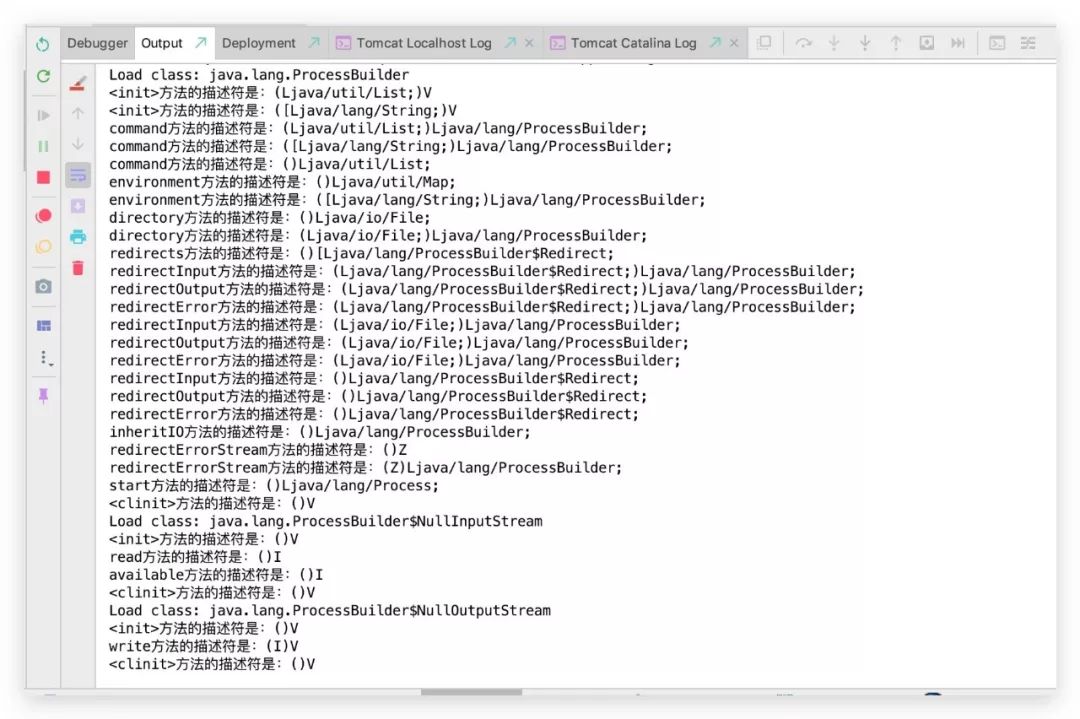 Debugger Output Deployment Tomcat Localhost Log Tomcat Catalina Log
Load class: java.lang.ProcessBuilder
<init>方法的描述符是：(Ljava/util/List;)V
<init>方法的描述符是：([Ljava/lang/String;)V
command方法的描述符是：(Ljava/util/List;)Ljava/lang/ProcessBuilder;
command方法的描述符是：([Ljava/lang/String;)Ljava/lang/ProcessBuilder;
command方法的描述符是：()Ljava/util/List;
environment方法的描述符是：()Ljava/util/Map;
environment方法的描述符是：([Ljava/lang/String;)Ljava/lang/ProcessBuilder;
directory方法的描述符是：()Ljava/io/File;
directory方法的描述符是：(Ljava/io/File;)Ljava/lang/ProcessBuilder;
redirects方法的描述符是：()[Ljava/lang/ProcessBuilder$Redirect;
redirectInput方法的描述符是：(Ljava/lang/ProcessBuilder$Redirect;)Ljava/lang/ProcessBuilder;
redirectOutput方法的描述符是：(Ljava/lang/ProcessBuilder$Redirect;)Ljava/lang/ProcessBuilder;
redirectError方法的描述符是：(Ljava/lang/ProcessBuilder$Redirect;)Ljava/lang/ProcessBuilder;
redirectInput方法的描述符是：(Ljava/io/File;)Ljava/lang/ProcessBuilder;
redirectOutput方法的描述符是：(Ljava/io/File;)Ljava/lang/ProcessBuilder;
redirectError方法的描述符是：(Ljava/io/File;)Ljava/lang/ProcessBuilder;
redirectInput方法的描述符是：()Ljava/lang/ProcessBuilder$Redirect;
redirectOutput方法的描述符是：()Ljava/lang/ProcessBuilder$Redirect;
redirectError方法的描述符是：()Ljava/lang/ProcessBuilder$Redirect;
inheritIO方法的描述符是：()Ljava/lang/ProcessBuilder;
redirectErrorStream方法的描述符是：()Z
redirectErrorStream方法的描述符是：(Z)Ljava/lang/ProcessBuilder;
start方法的描述符是：()Ljava/lang/Process;
<clinit>方法的描述符是：()V
Load class: java.lang.ProcessBuilder$NullInputStream
<init>方法的描述符是：()V
read方法的描述符是：()I
available方法的描述符是：()I
<clinit>方法的描述符是：()V
Load class: java.lang.ProcessBuilder$NullOutputStream
<init>方法的描述符是：()V
write方法的描述符是：(I)V
<clinit>方法的描述符是：()V